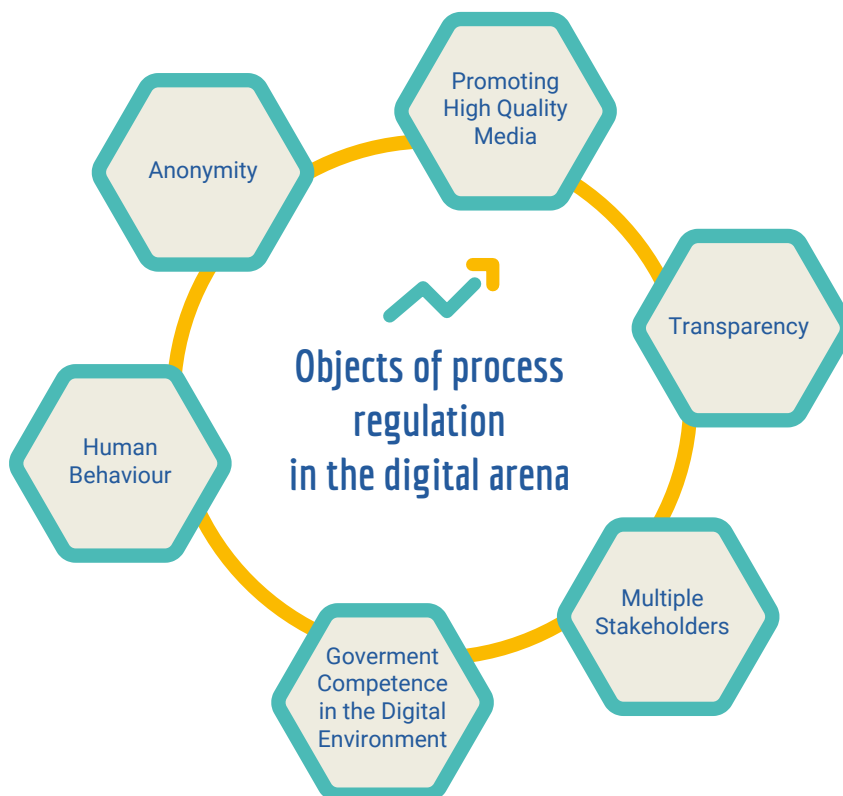 Promoting
High Quality
Media
Anonymity
Transparency
Objects of process
regulation
in the digital arena
Human
Behaviour
Multiple
Stakeholders
Goverment
Competence
in the Digital
Environment